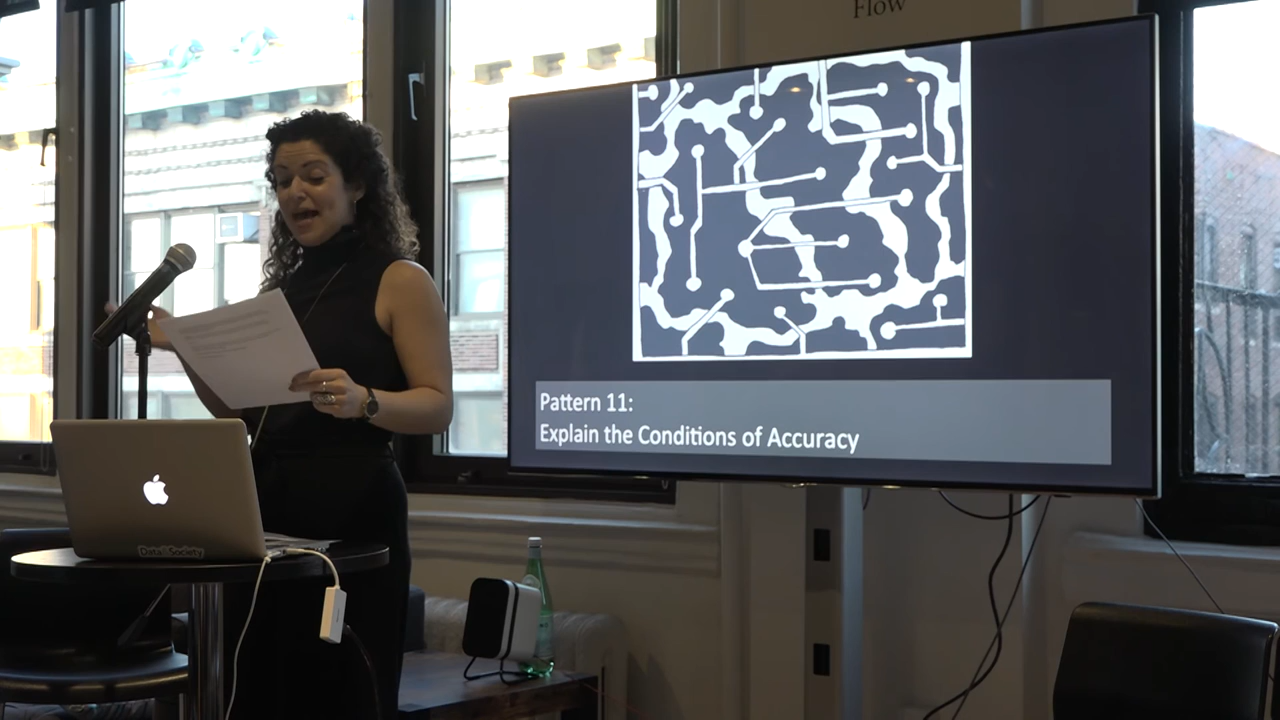 Flow
Pattern 11:
Explain the Conditions of Accuracy
Data&Society